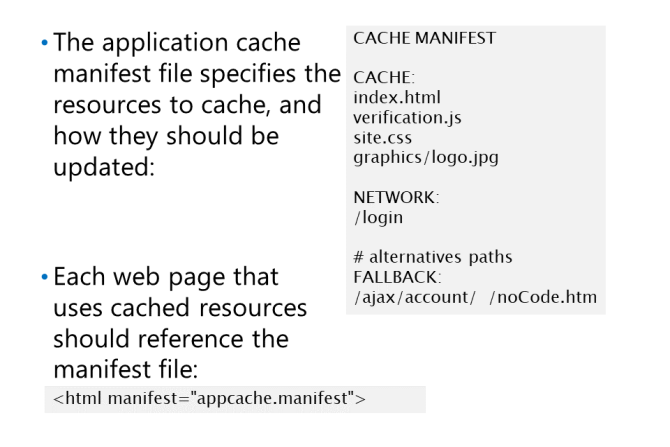 • The application cache
manifest file specifies the
resources to cache, and
how they should be
updated:
CACHE MANIFEST
CACHE:
index.html
verification.js
site.css
graphics/logo.jpg
NETWORK:
/login
# alternatives paths
FALLBACK:
/ajax/account/ /noCode.htm
• Each web page that
uses cached resources
should reference the
manifest file:
<html manifest="appcache.manifest">